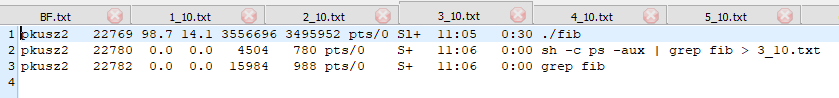 BF.txt 1_10.txt 2_10.txt 3_10.txt 4_10.txt 5_10.txt
1 pkusz2 22769 98.7 14.1 3556696 3495952 pts/0 Sl+ 11:05 0:30 ./fib
2 pkusz2 22780 0.0 0.0 4504 780 pts/0 S+ 11:06 0:00 sh -c ps -aux | grep fib > 3_10.txt
3 pkusz2 22782 0.0 0.0 15984 988 pts/0 S+ 11:06 0:00 grep fib
4